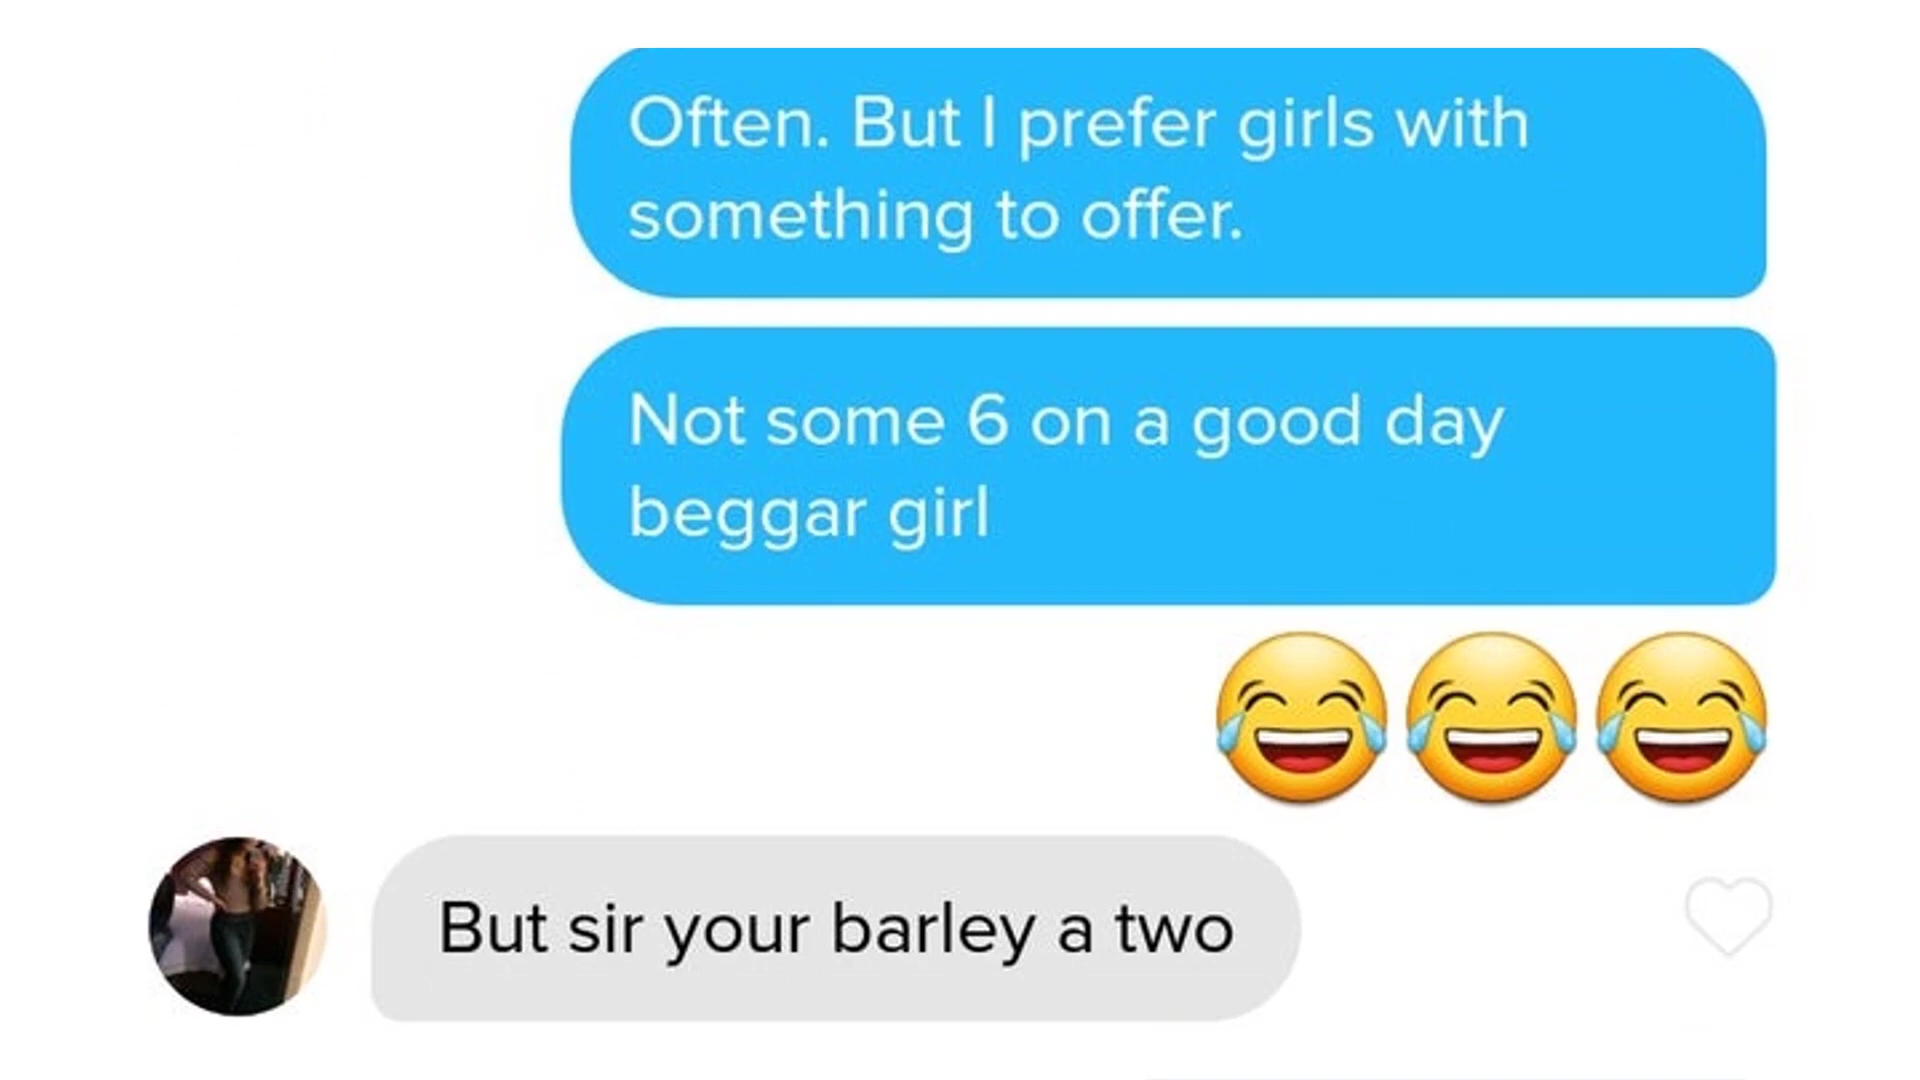 Often. But I prefer girls with
something to offer.
Not some 6 on a good day
beggar girl
😂😂😂
But sir your barley a two